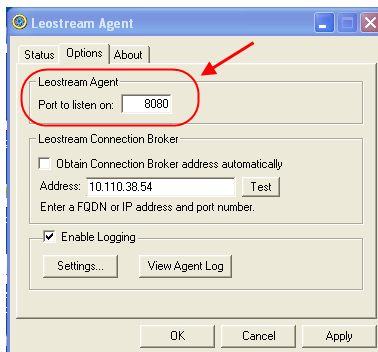 Leostream Agent
Status Options About
Leostream Agent
Port to listen on: 8080
Leostream Connection Broker
Obtain Connection Broker address automatically
Address: 10.110.38.54 Test
Enter a FQDN or IP address and port number.
Enable Logging
Settings... View Agent Log
OK Cancel Apply